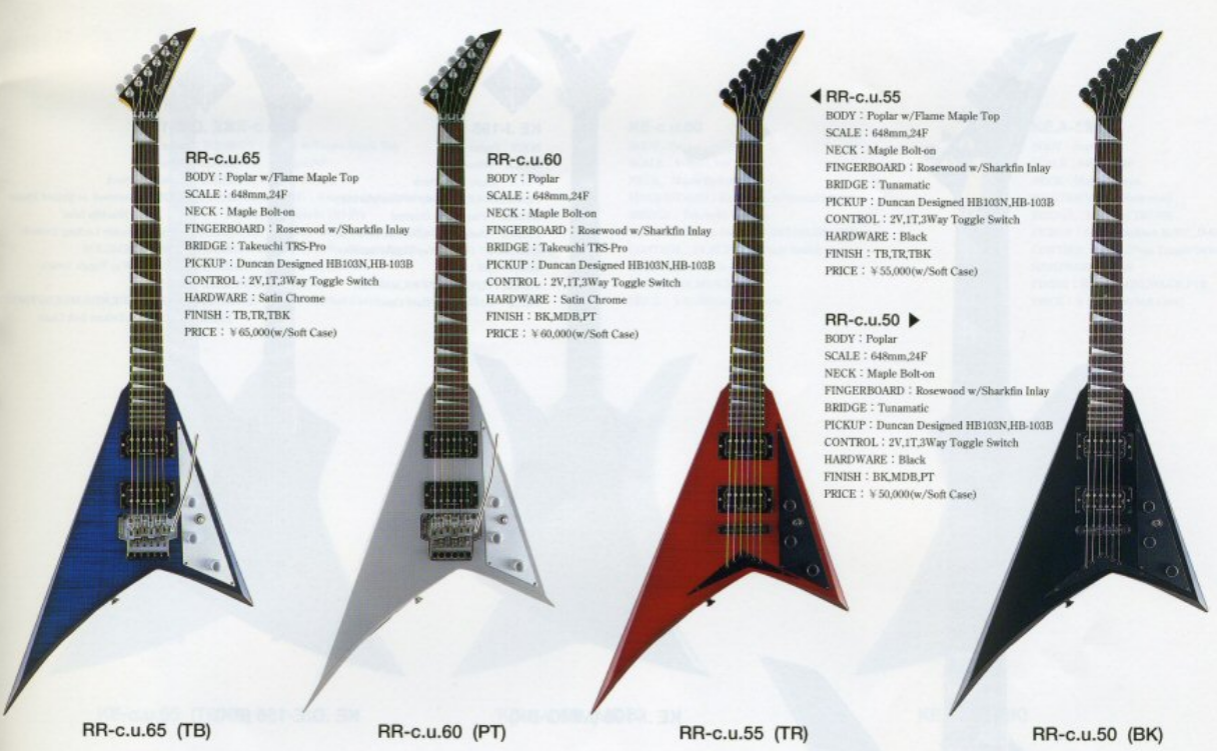 RR-c.u.65
BODY：Poplar w/Flame Maple Top
SCALE：648mm,24F
NECK：Maple Bolt-on
FINGERBOARD：Rosewood w/Sharkfin Inlay
BRIDGE：Takeuchi TRS-Pro
PICKUP：Duncan Designed HB103N,HB-103B
CONTROL：2V,1T,3Way Toggle Switch
HARDWARE：Satin Chrome
FINISH：TB,TR,TBK
PRICE：￥65,000(w/Soft Case)
RR-c.u.60
BODY：Poplar
SCALE：648mm,24F
NECK：Maple Bolt-on
FINGERBOARD：Rosewood w/Sharkfin Inlay
BRIDGE：Takeuchi TRS-Pro
PICKUP：Duncan Designed HB103N,HB-103B
CONTROL：2V,1T,3Way Toggle Switch
HARDWARE：Satin Chrome
FINISH：BK,MDB,PT
PRICE：￥60,000(w/Soft Case)
◀ RR-c.u.55
BODY：Poplar w/Flame Maple Top
SCALE：648mm,24F
NECK：Maple Bolt-on
FINGERBOARD：Rosewood w/Sharkfin Inlay
BRIDGE：Tunamatic
PICKUP：Duncan Designed HB103N,HB-103B
CONTROL：2V,1T,3Way Toggle Switch
HARDWARE：Black
FINISH：TB,TR,TBK
PRICE：￥55,000(w/Soft Case)
RR-c.u.50 ▶
BODY：Poplar
SCALE：648mm,24F
NECK：Maple Bolt-on
FINGERBOARD：Rosewood w/Sharkfin Inlay
BRIDGE：Tunamatic
PICKUP：Duncan Designed HB103N,HB-103B
CONTROL：2V,1T,3Way Toggle Switch
HARDWARE：Black
FINISH：BK,MDB,PT
PRICE：￥50,000(w/Soft Case)
RR-c.u.65 (TB)
RR-c.u.60 (PT)
RR-c.u.55 (TR)
RR-c.u.50 (BK)